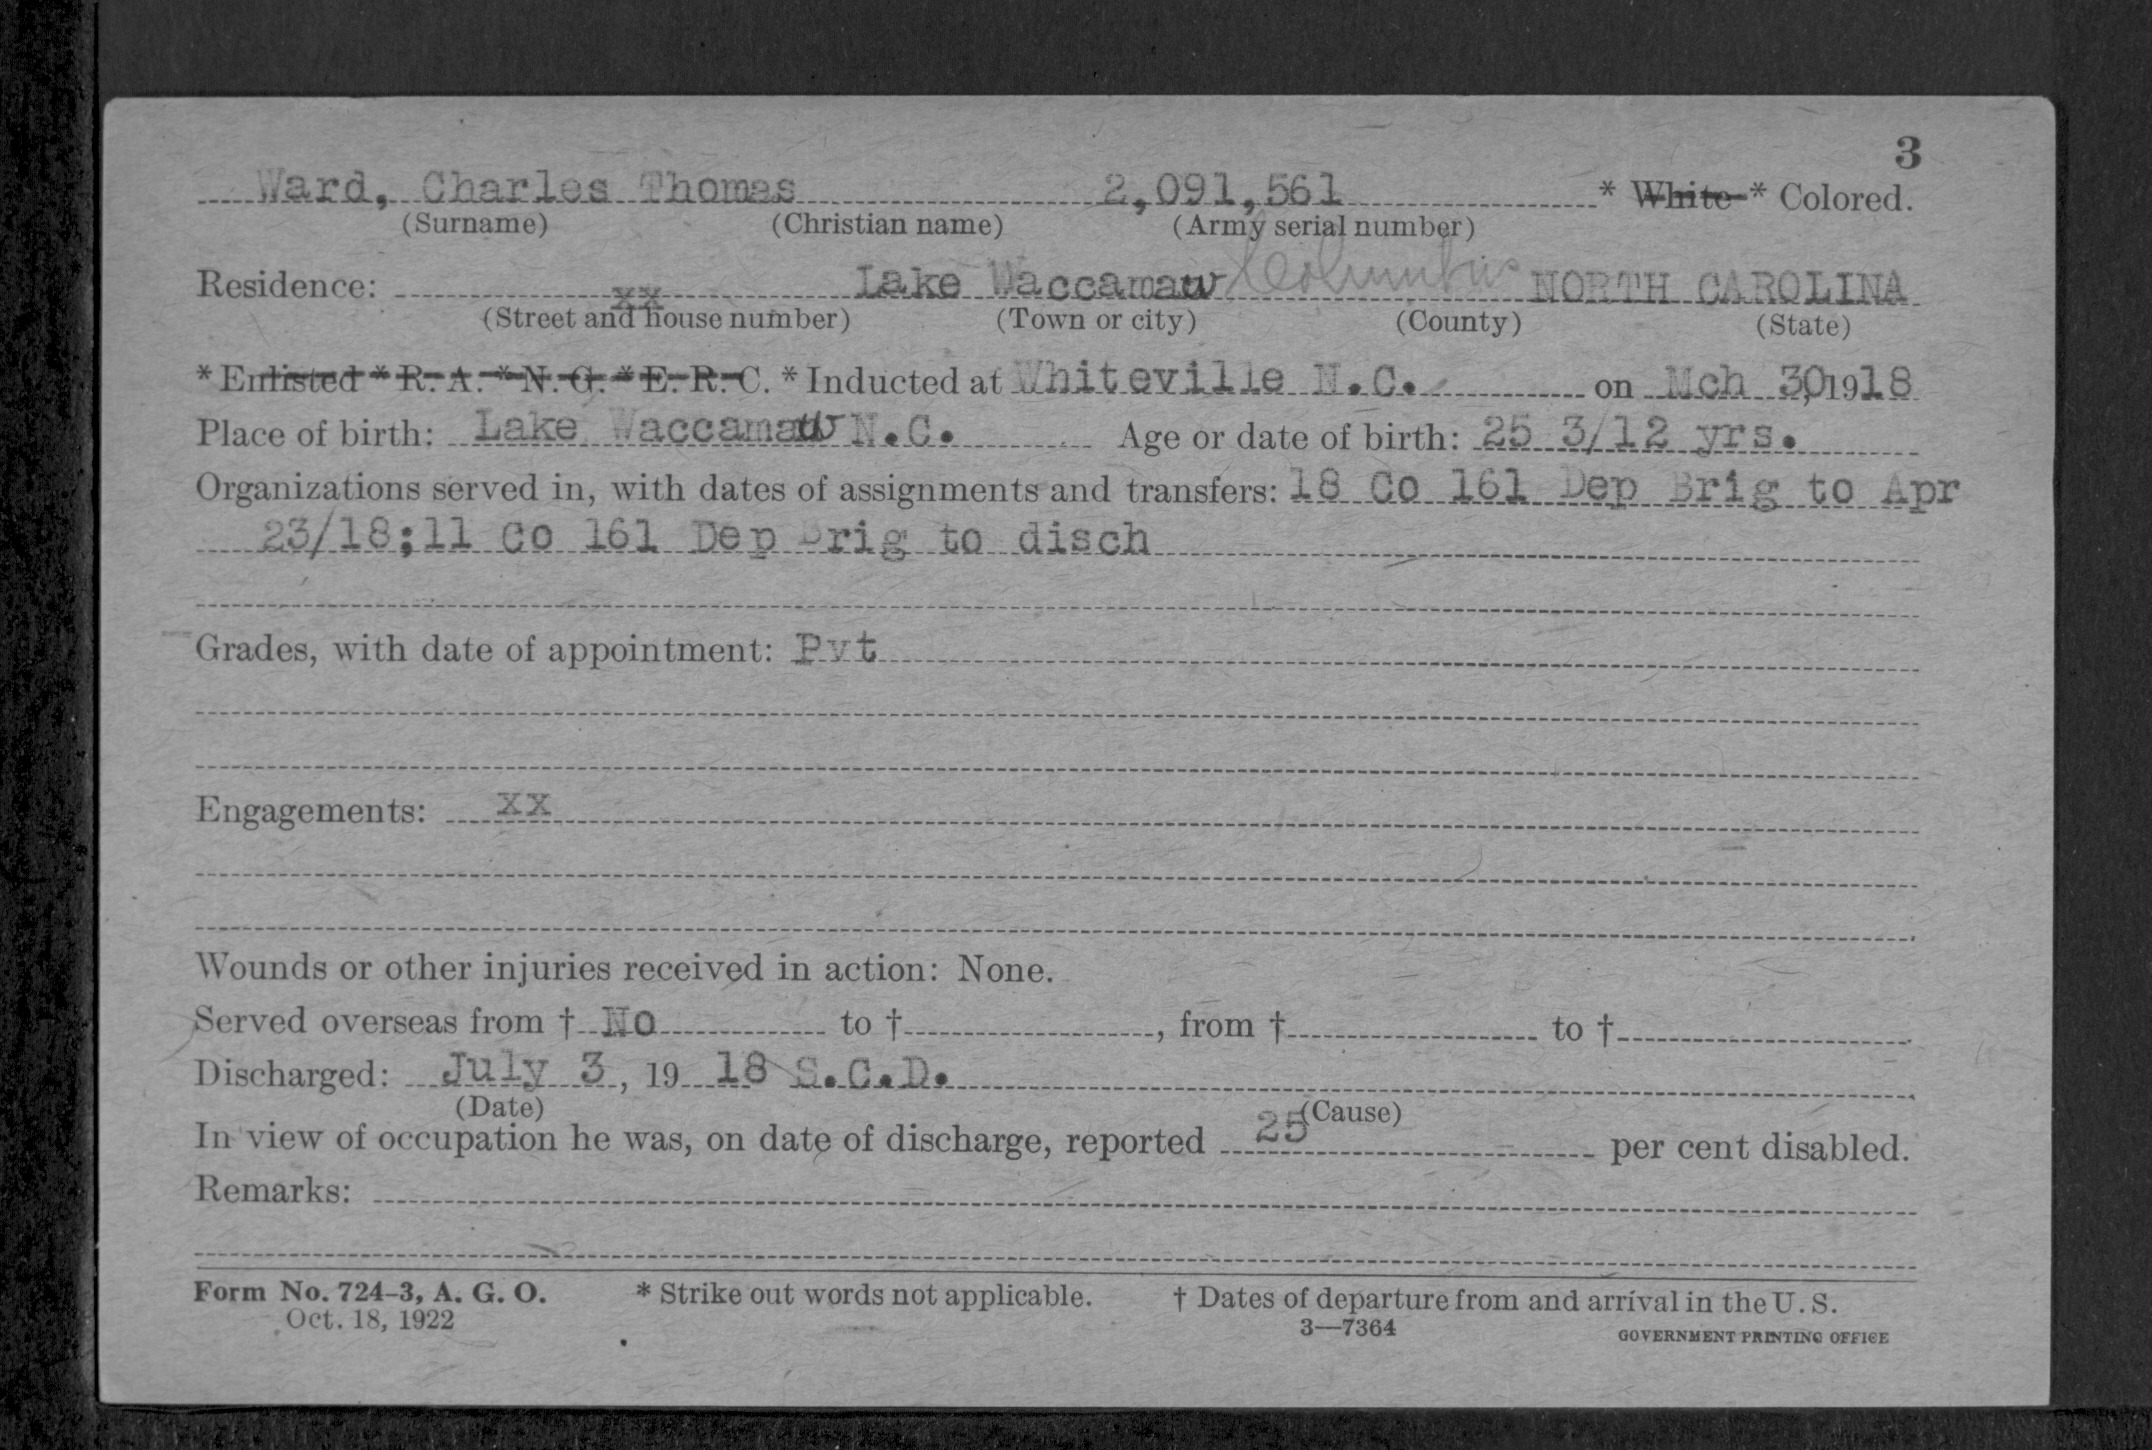 3
Ward, Charles Thomas 2,091,561 * White * Colored.
(Surname) (Christian name) (Army serial number)
Residence: xx Lake Waccamaw Columbus NORTH CAROLINA
(Street and house number) (Town or city) (County) (State)
* Enlisted * R. A. * N. G. * E. R. C. * Inducted at Whiteville N.C. on Mch 30, 1918
Place of birth: Lake Waccamaw N.C. Age or date of birth: 25 3/12 yrs.
Organizations served in, with dates of assignments and transfers: 18 Co 161 Dep Brig to Apr
23/18; 11 Co 161 Dep Brig to disch
Grades, with date of appointment: Pvt
Engagements: xx
Wounds or other injuries received in action: None.
Served overseas from † No to †, from † to †
Discharged: July 3, 19 18 S.C.D.
(Date) (Cause)
In view of occupation he was, on date of discharge, reported 25 per cent disabled.
Remarks:
Form No. 724–3, A. G. O. * Strike out words not applicable. † Dates of departure from and arrival in the U. S.
Oct. 18, 1922 3—7364 GOVERNMENT PRINTING OFFICE